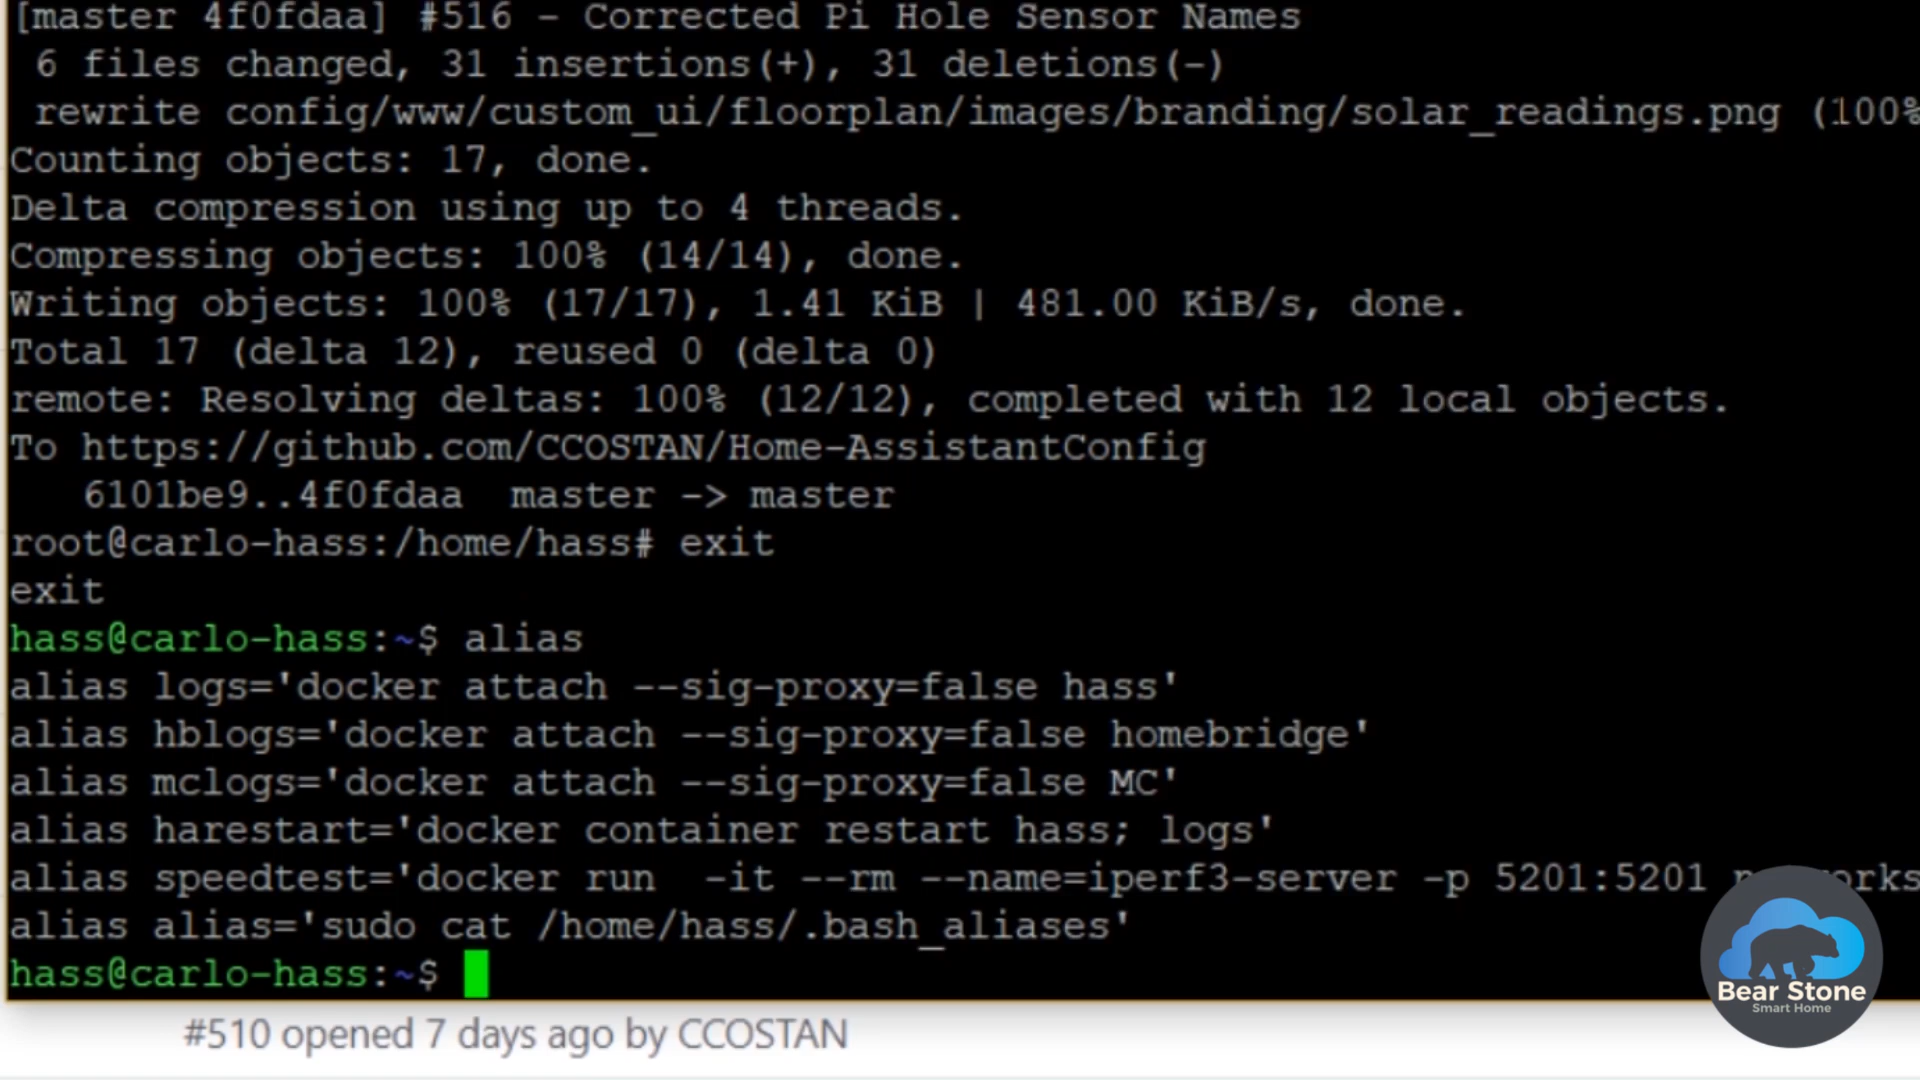 [master 4f0fdaa] #516 - Corrected Pi Hole Sensor Names
6 files changed, 31 insertions(+), 31 deletions(-)
rewrite config/www/custom_ui/floorplan/images/branding/solar_readings.png (100%
Counting objects: 17, done.
Delta compression using up to 4 threads.
Compressing objects: 100% (14/14), done.
Writing objects: 100% (17/17), 1.41 KiB | 481.00 KiB/s, done.
Total 17 (delta 12), reused 0 (delta 0)
remote: Resolving deltas: 100% (12/12), completed with 12 local objects.
To https://github.com/CCOSTAN/Home-AssistantConfig
6101be9..4f0fdaa  master -> master
root@carlo-hass:/home/hass# exit
exit
hass@carlo-hass:~$ alias
alias logs='docker attach --sig-proxy=false hass'
alias hblogs='docker attach --sig-proxy=false homebridge'
alias mclogs='docker attach --sig-proxy=false MC'
alias harestart='docker container restart hass; logs'
alias speedtest='docker run  -it --rm --name=iperf3-server -p 5201:5201
alias alias='sudo cat /home/hass/.bash_aliases'
hass@carlo-hass:~$
Bear Stone
Smart Home
#510 opened 7 days ago by CCOSTAN